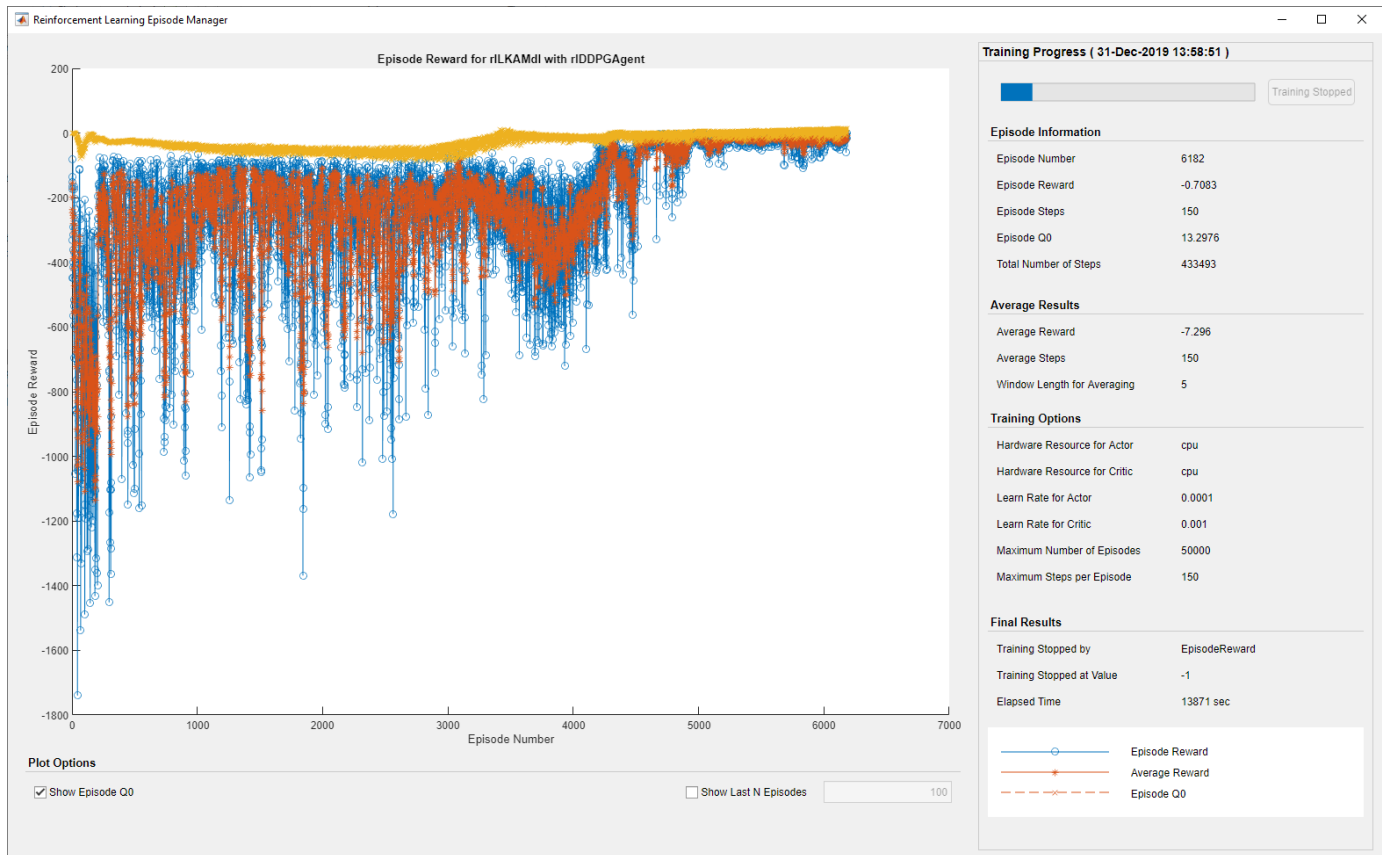 Reinforcement Learning Episode Manager
Episode Reward for rlLKAMdl with rlDDPGAgent
200
0
-200
-400
-600
-800
-1000
-1200
-1400
-1600
-1800
Episode Reward
0
1000
2000
3000
4000
5000
6000
7000
Episode Number
Plot Options
Show Episode Q0
Show Last N Episodes
100
Training Progress ( 31-Dec-2019 13:58:51 )
Training Stopped
Episode Information
Episode Number 6182
Episode Reward -0.7083
Episode Steps 150
Episode Q0 13.2976
Total Number of Steps 433493
Average Results
Average Reward -7.296
Average Steps 150
Window Length for Averaging 5
Training Options
Hardware Resource for Actor cpu
Hardware Resource for Critic cpu
Learn Rate for Actor 0.0001
Learn Rate for Critic 0.001
Maximum Number of Episodes 50000
Maximum Steps per Episode 150
Final Results
Training Stopped by EpisodeReward
Training Stopped at Value -1
Elapsed Time 13871 sec
Episode Reward
Average Reward
Episode Q0